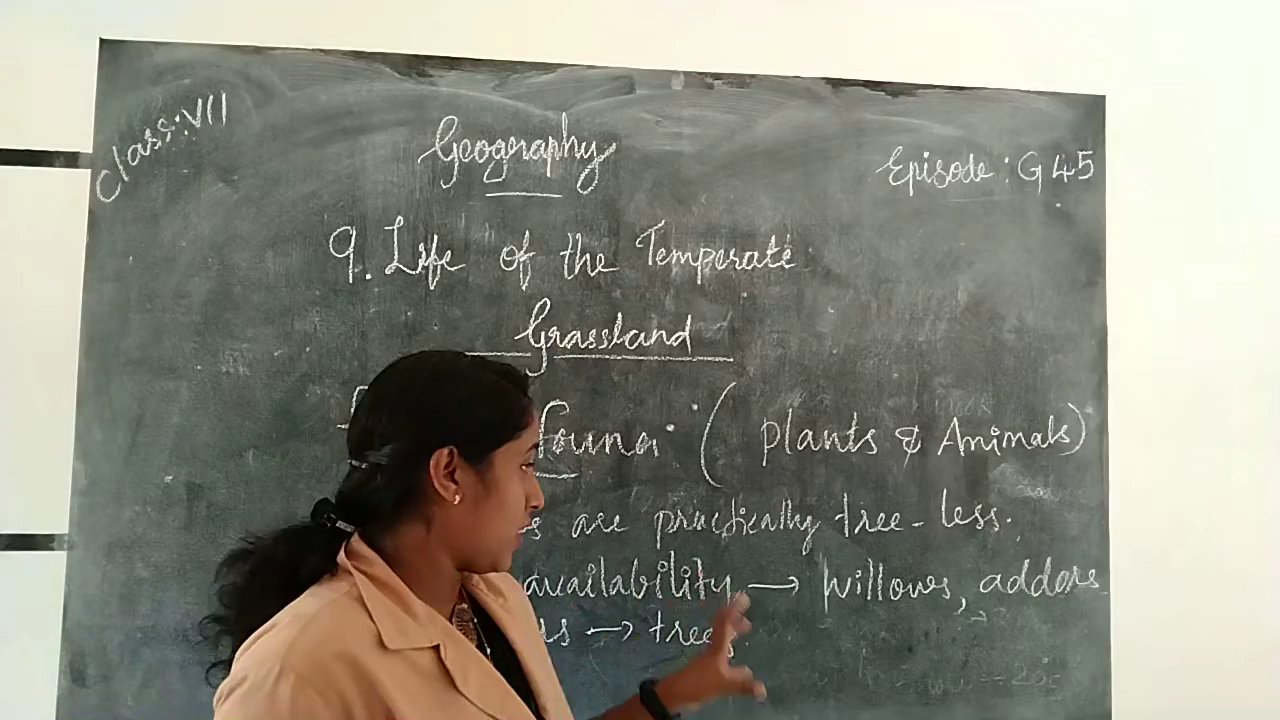 Class: VII
Geography
Episode: G45
9. Life of the Temperate
Grassland
fauna (plants & Animals)
are practically tree-less.
availability → willows, addors
→ trees.